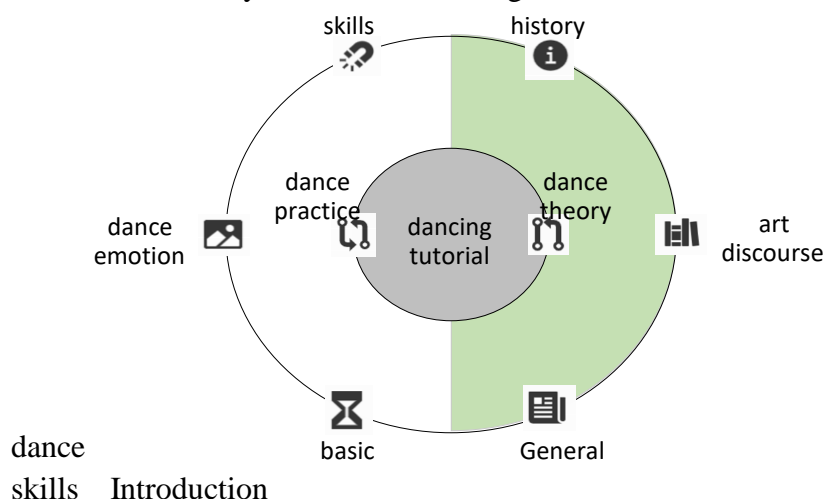 skills
history
dance
practice
dance
theory
dance
emotion
dancing
tutorial
art
discourse
basic
General
dance
skills Introduction